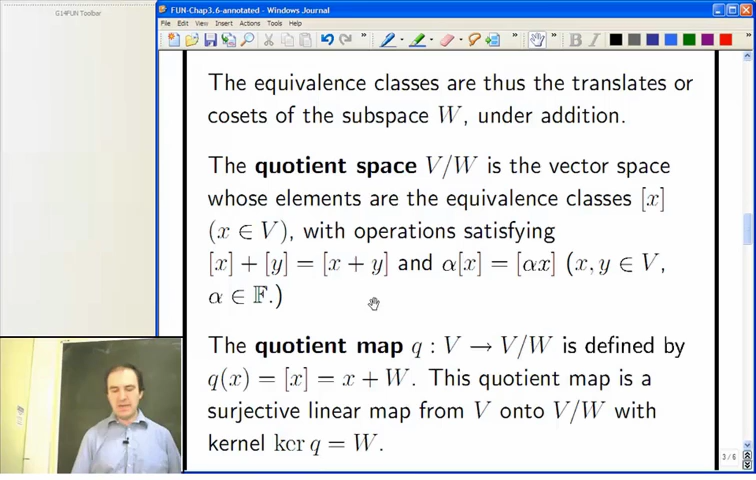 G14FUN Toolbar
FUN-Chap3.6-annotated - Windows Journal
File Edit View Insert Actions Tools Help
B I
The equivalence classes are thus the translates or
cosets of the subspace W, under addition.
The quotient space V/W is the vector space
whose elements are the equivalence classes [x]
(x ∈ V), with operations satisfying
[x] + [y] = [x + y] and α[x] = [αx] (x, y ∈ V,
α ∈ 𝔽.)
The quotient map q : V → V/W is defined by
q(x) = [x] = x + W. This quotient map is a
surjective linear map from V onto V/W with
kernel ker q = W.
3 / 6